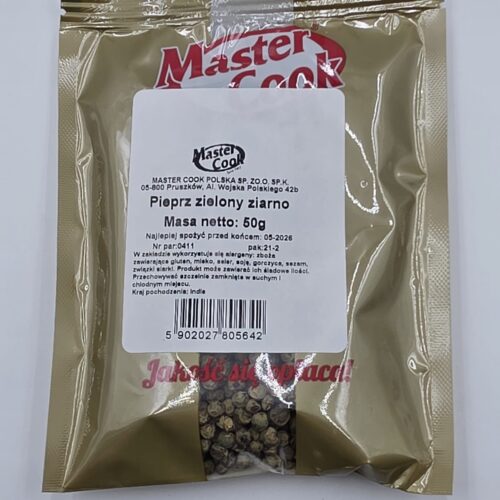 Master
Cook
Master
Cook
MASTER COOK POLSKA SP. ZO.O. SP.K.
05-800 Pruszków, Al. Wojska Polskiego 42b
Pieprz zielony ziarno
Masa netto: 50g
Najlepiej spożyć przed końcem: 05-2026
Nr par:0411 pak:21-2
W zakładzie wykorzystuje się alergeny: zboża
zawierające gluten, mleko, seler, soję, gorczyca, sezam,
związki siarki. Produkt może zawierać ich śladowe ilości.
Przechowywać szczelnie zamknięte w suchym i
chłodnym miejscu.
Kraj pochodzenia: Indie
5 902027 805642
Jakość się opłaca!